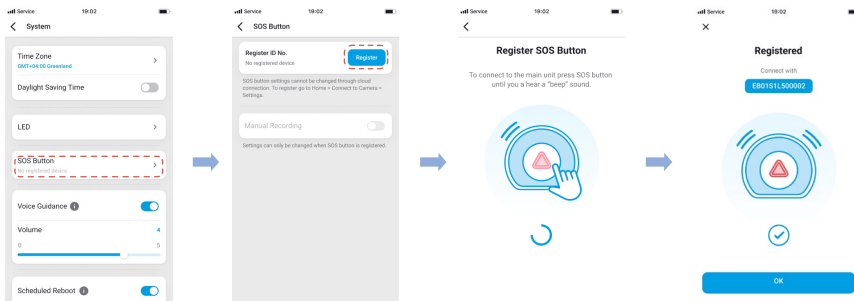 Service 19:02
System
Time Zone
GMT+04:00 Greenland
Daylight Saving Time
LED
SOS Button
No registered device
Voice Guidance i
Volume 4
0 5
Scheduled Reboot i
Service 19:02
SOS Button
Register ID No.
No registered device
Register
SOS button settings cannot be changed through cloud
connection. To register go to Home > Connect to Camera >
Settings.
Manual Recording
Settings can only be changed when SOS button is registered.
Service 19:02
Register SOS Button
To connect to the main unit press SOS button
until you a hear a "beep" sound.
Service 19:02
Registered
Connect with
EB01S1L500002
OK